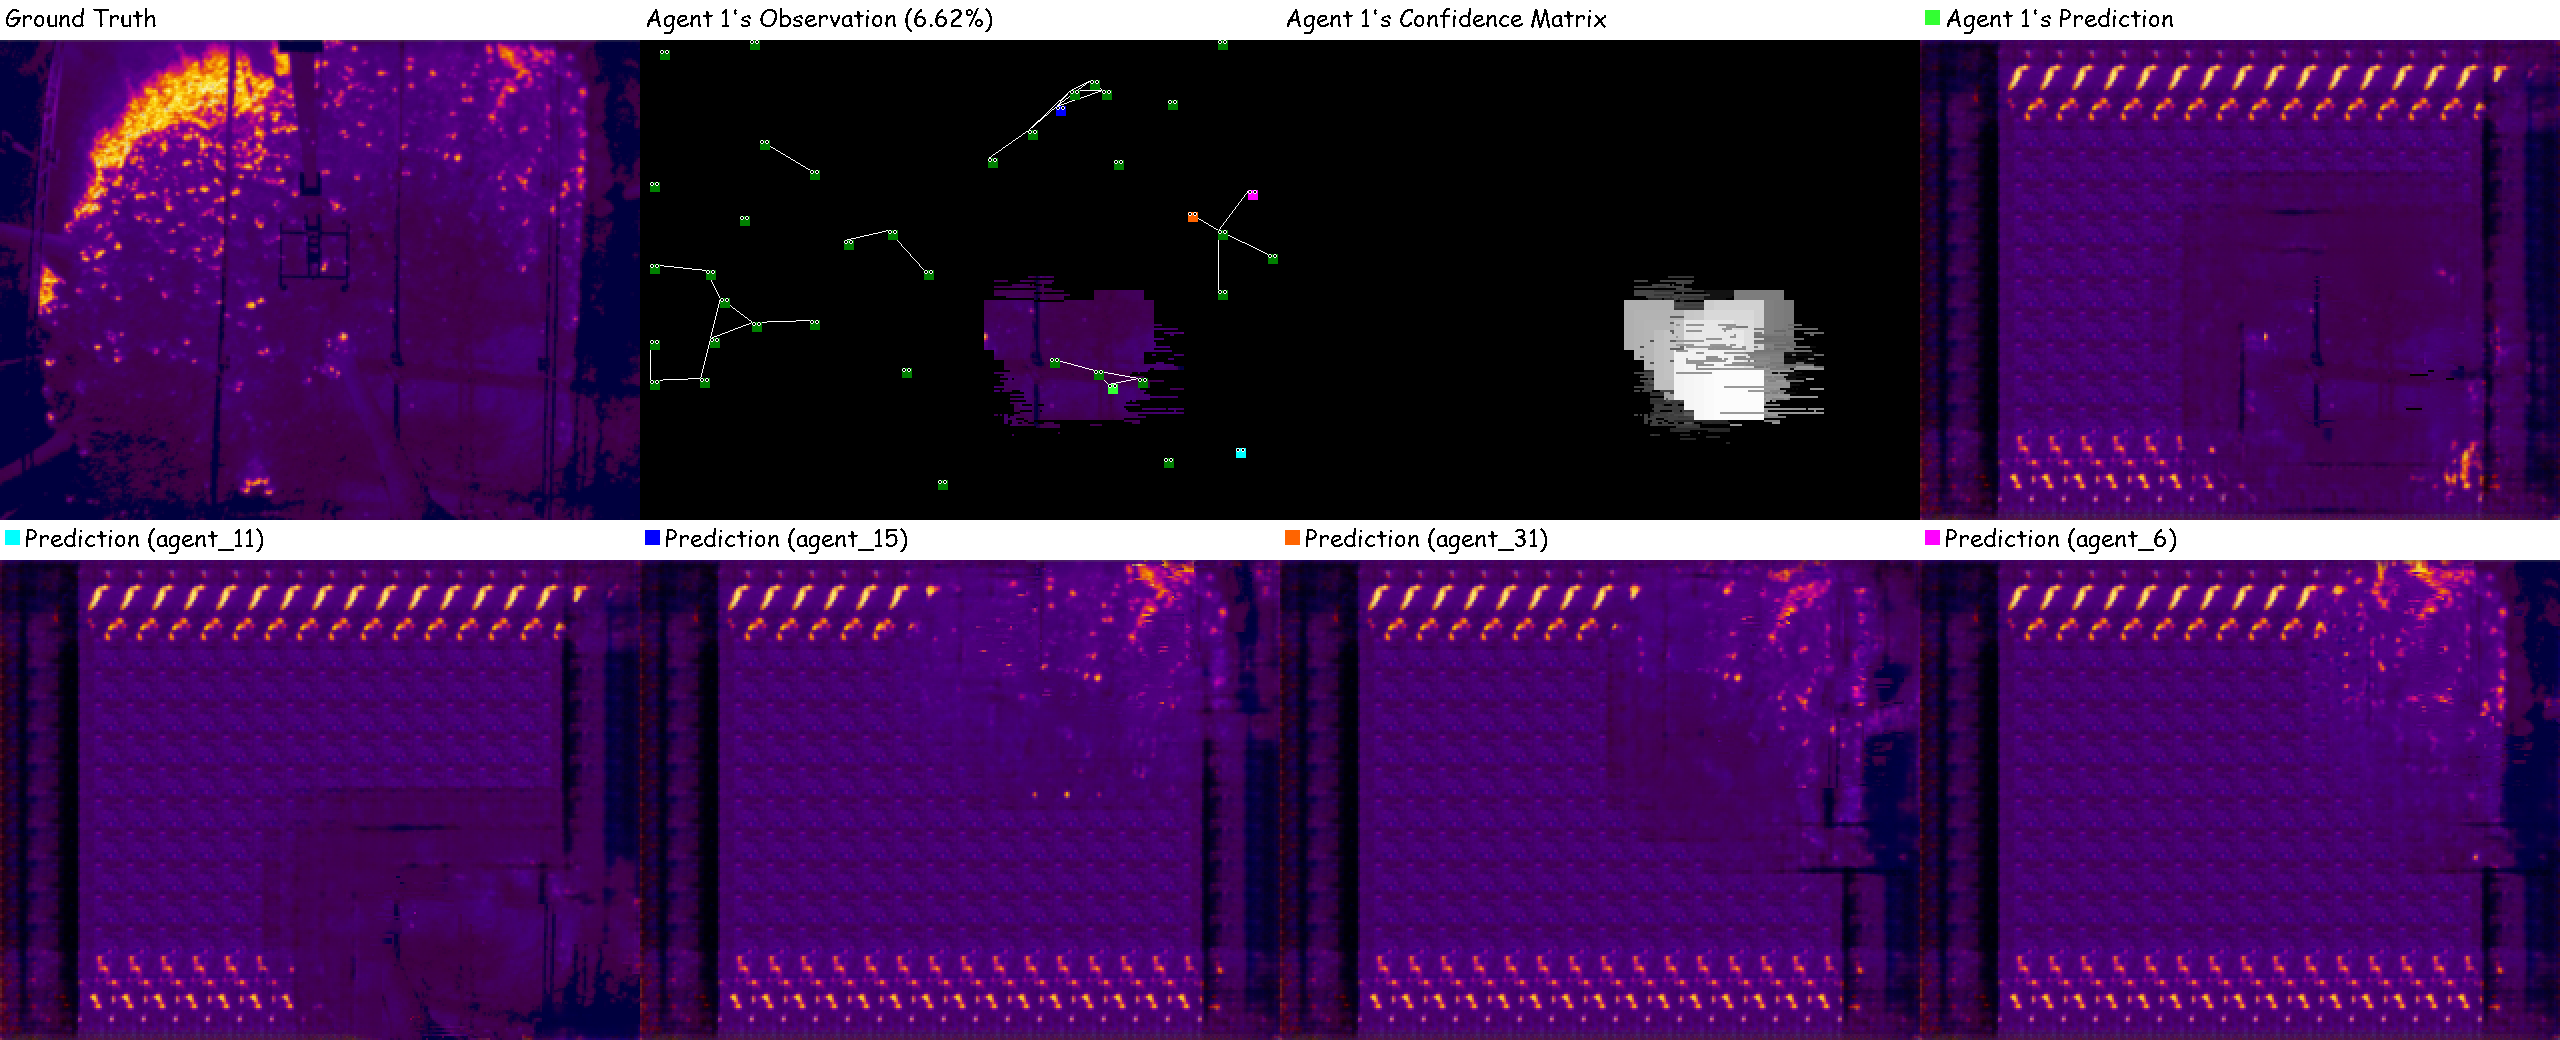 Ground Truth
Agent 1's Observation (6.62%)
Agent 1's Confidence Matrix
Agent 1's Prediction
Prediction (agent_11)
Prediction (agent_15)
Prediction (agent_31)
Prediction (agent_6)